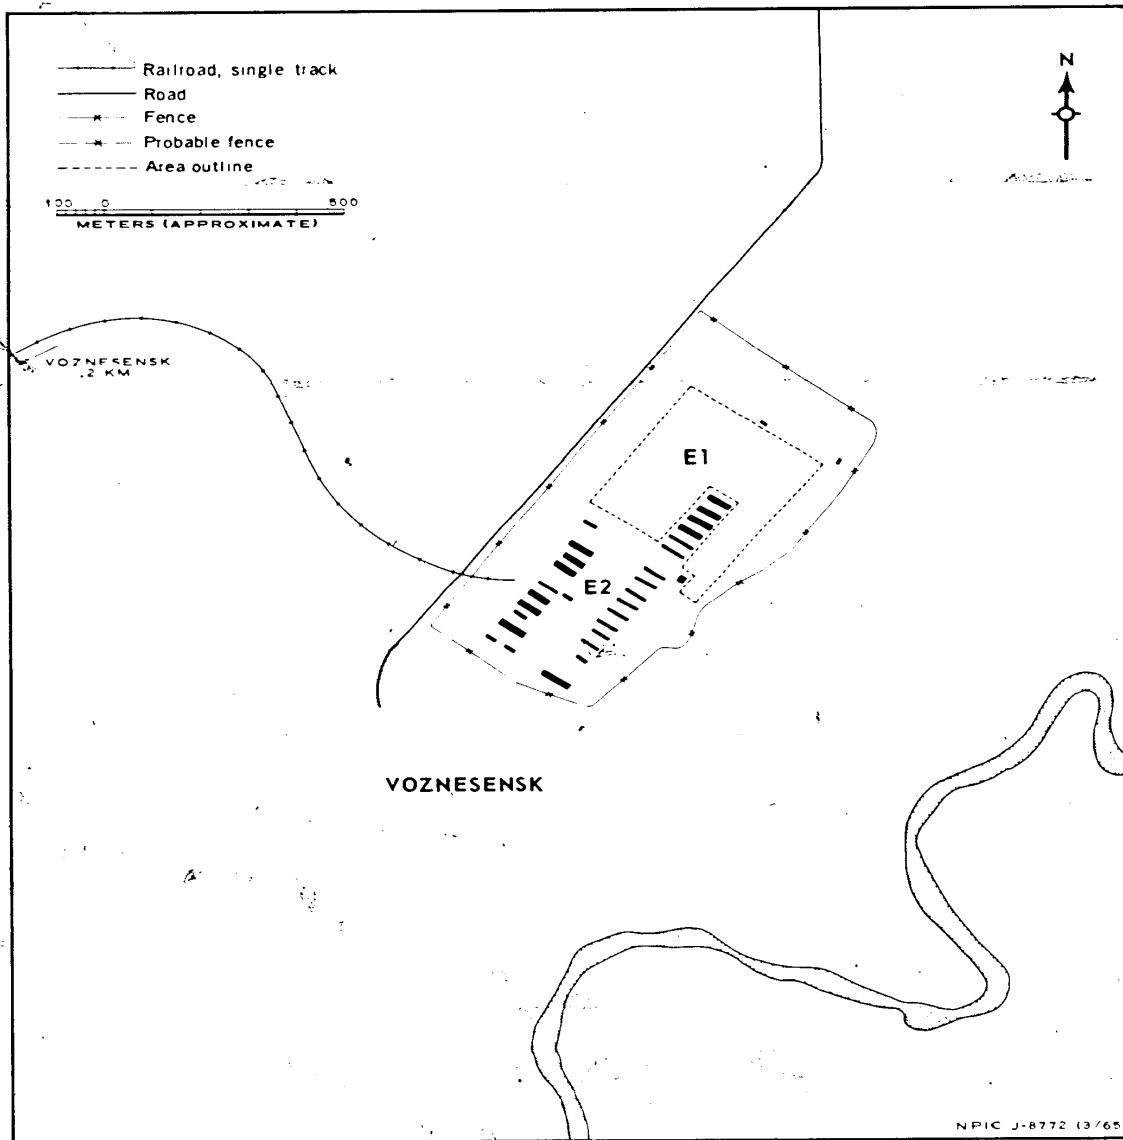 Railroad, single track
Road
Fence
Probable fence
Area outline
100 0 500
METERS (APPROXIMATE)
N
VOZNESENSK
.2 KM
E1
E2
VOZNESENSK
NPIC J-8772 (3/65